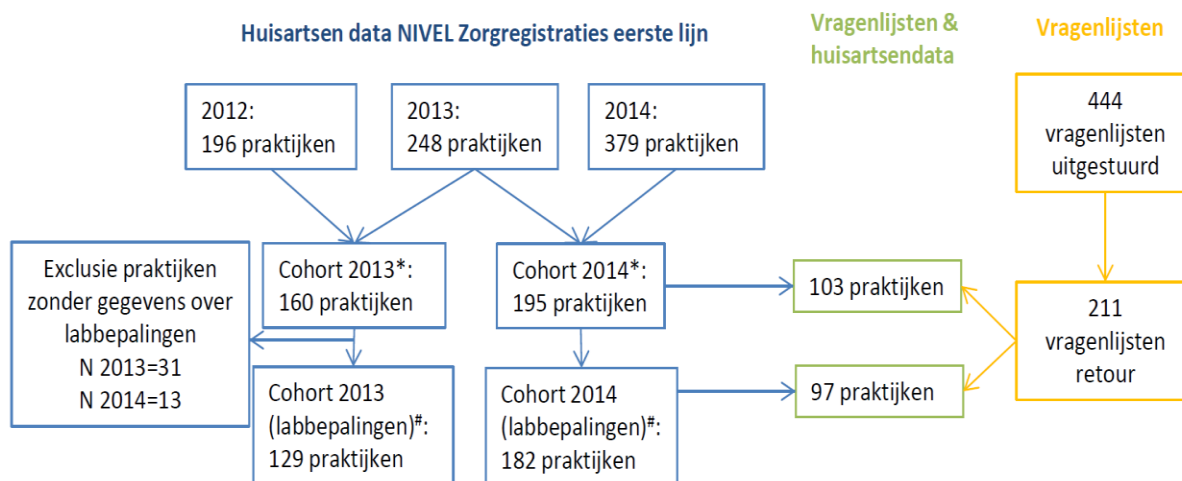 Huisartsen data NIVEL Zorgregistraties eerste lijn
Vragenlijsten &
huisartsendata
Vragenlijsten
2012:
196 praktijken
2013:
248 praktijken
2014:
379 praktijken
444
vragenlijsten
uitgestuurd
Exclusie praktijken
zonder gegevens over
labbepalingen
N 2013=31
N 2014=13
Cohort 2013*:
160 praktijken
Cohort 2014*:
195 praktijken
103 praktijken
211
vragenlijsten
retour
Cohort 2013
(labbepalingen)#:
129 praktijken
Cohort 2014
(labbepalingen)#:
182 praktijken
97 praktijken